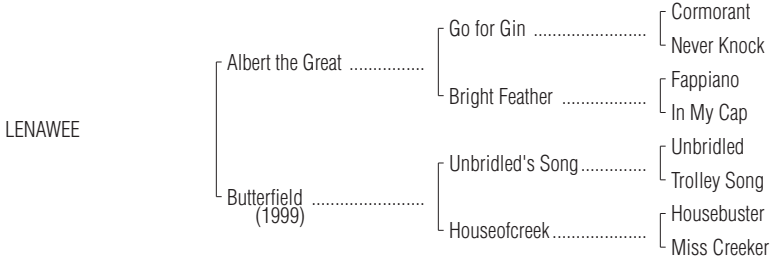 Cormorant
Go for Gin ........................
Never Knock
Albert the Great ................
Fappiano
Bright Feather ..................
In My Cap
LENAWEE
Unbridled
Unbridled's Song..............
Trolley Song
Butterfield ........................
(1999)
Housebuster
Houseofcreek....................
Miss Creeker